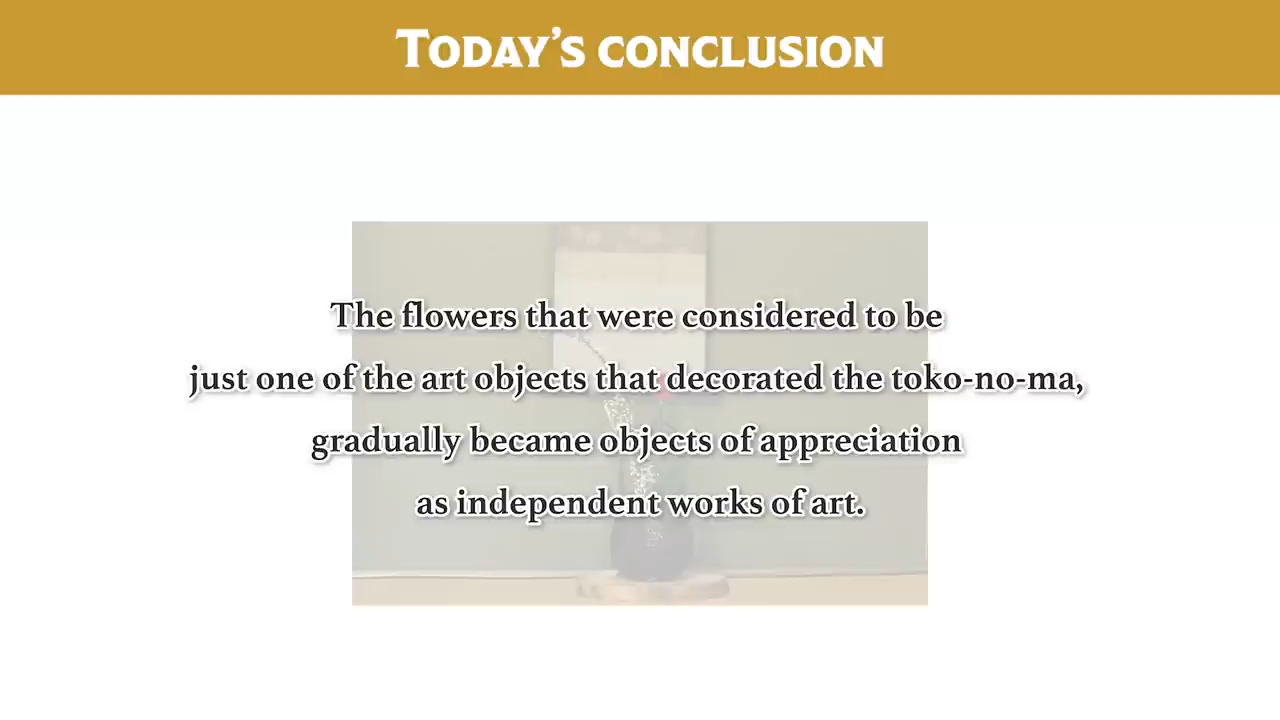 Today's conclusion
The flowers that were considered to be
just one of the art objects that decorated the toko-no-ma,
gradually became objects of appreciation
as independent works of art.